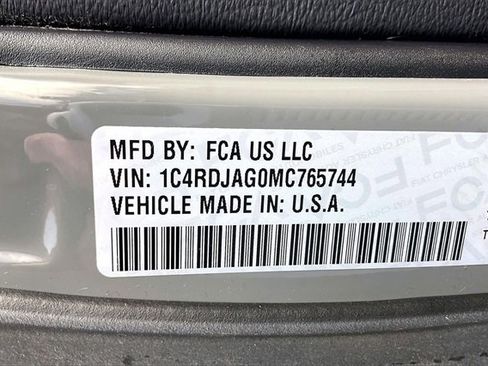 MFD BY: FCA US LLC
VIN: 1C4RDJAG0MC765744
VEHICLE MADE IN: U.S.A.